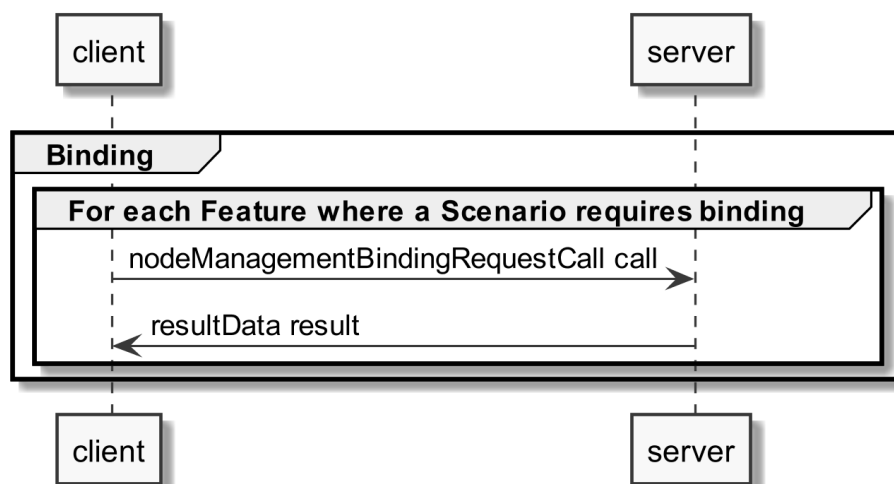 client server
Binding
For each Feature where a Scenario requires binding
nodeManagementBindingRequestCall call
resultData result
client server